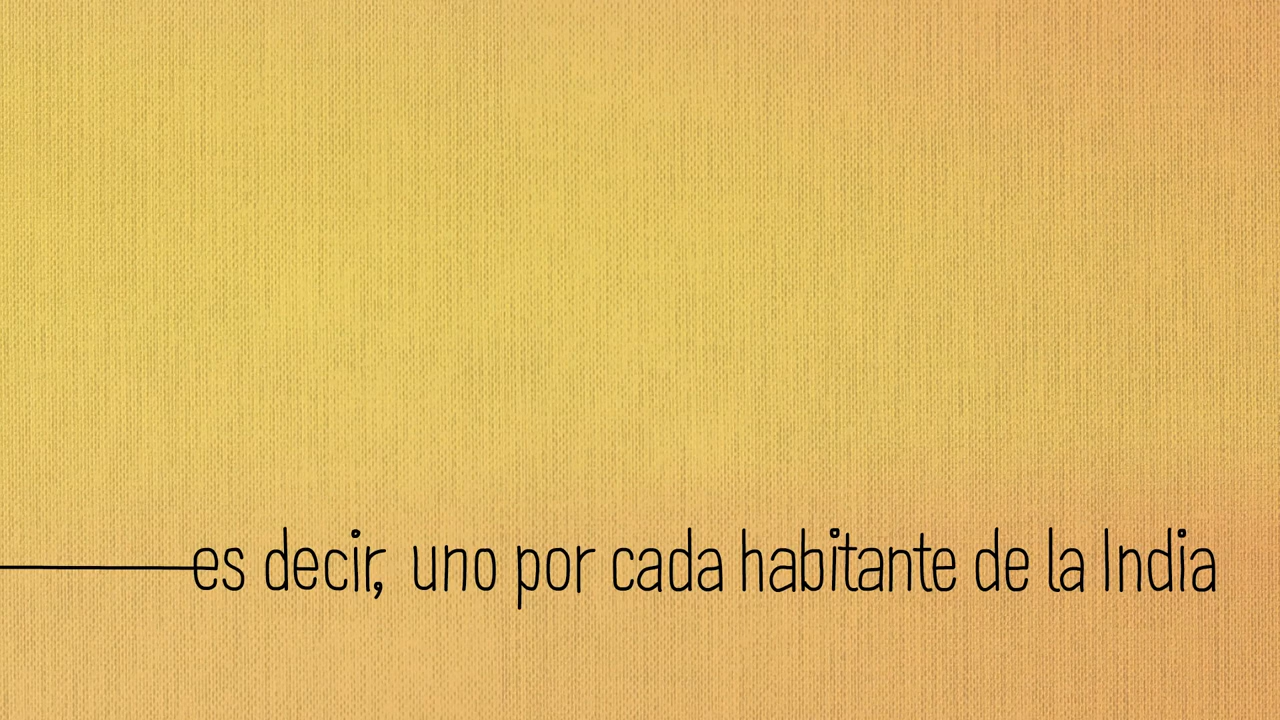 es decir, uno por cada habitante de la India